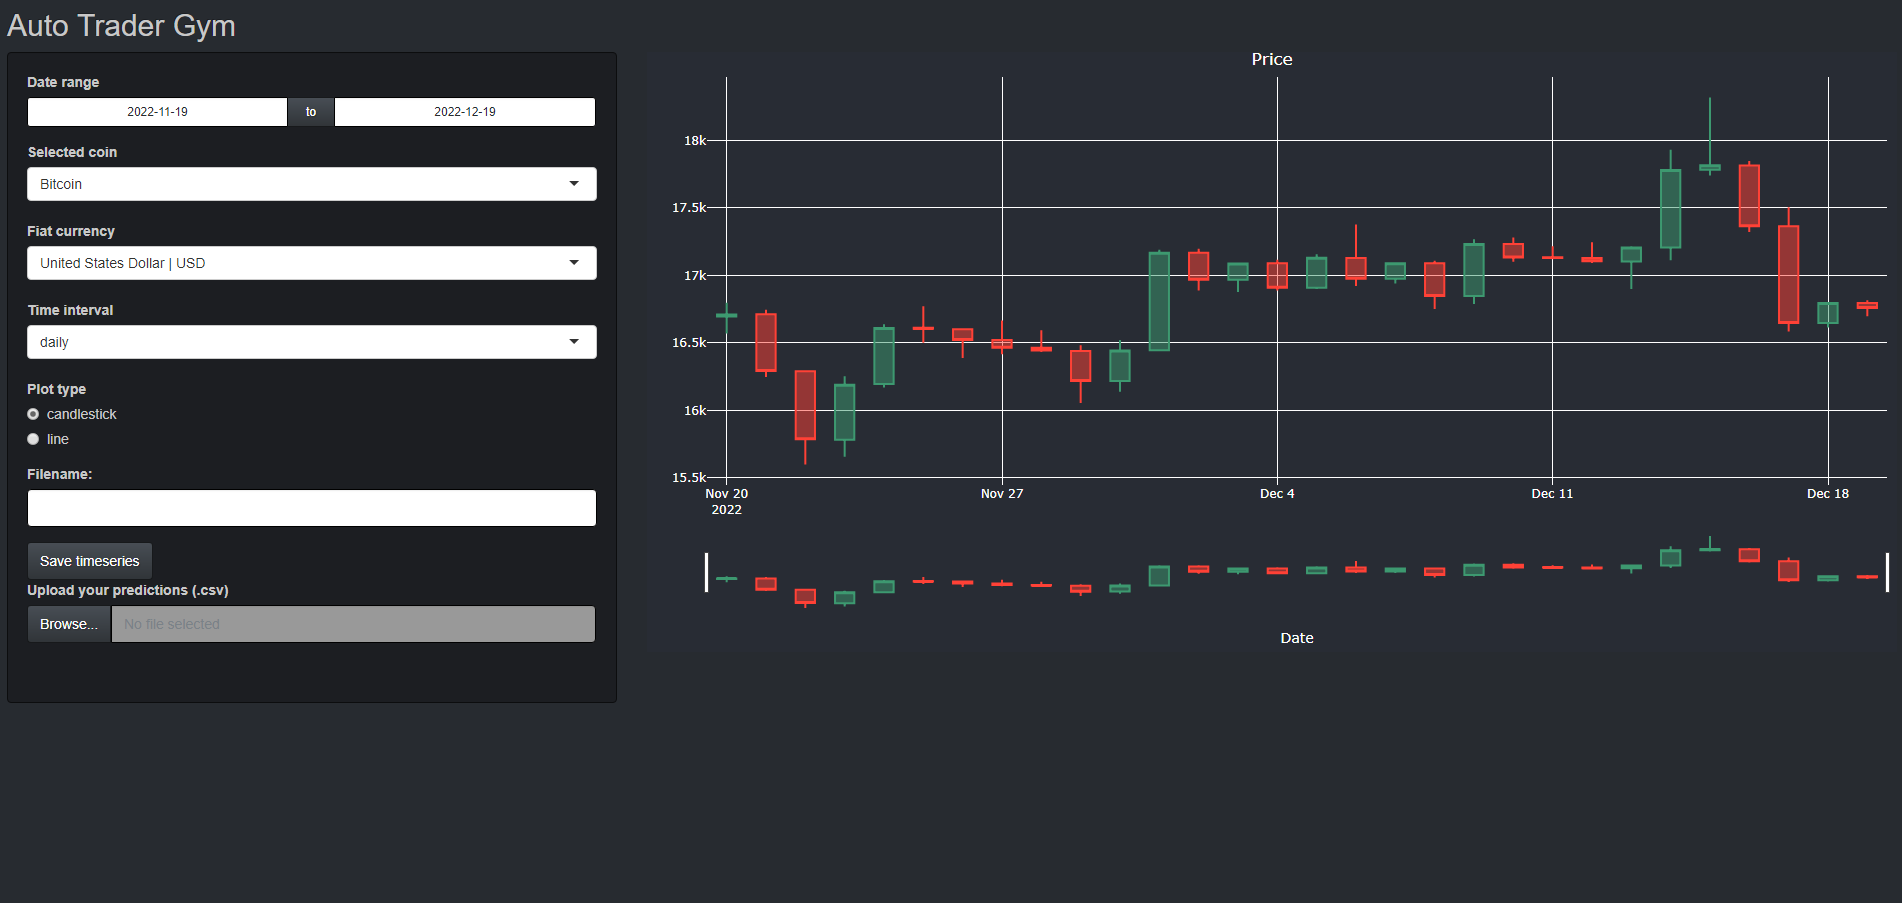 Auto Trader Gym
Date range
2022-11-19 to 2022-12-19
Selected coin
Bitcoin
Fiat currency
United States Dollar | USD
Time interval
daily
Plot type
candlestick
line
Filename:
Save timeseries
Upload your predictions (.csv)
Browse... No file selected
Price
18k
17.5k
17k
16.5k
16k
15.5k
Nov 20 Nov 27 Dec 4 Dec 11 Dec 18
2022
Date